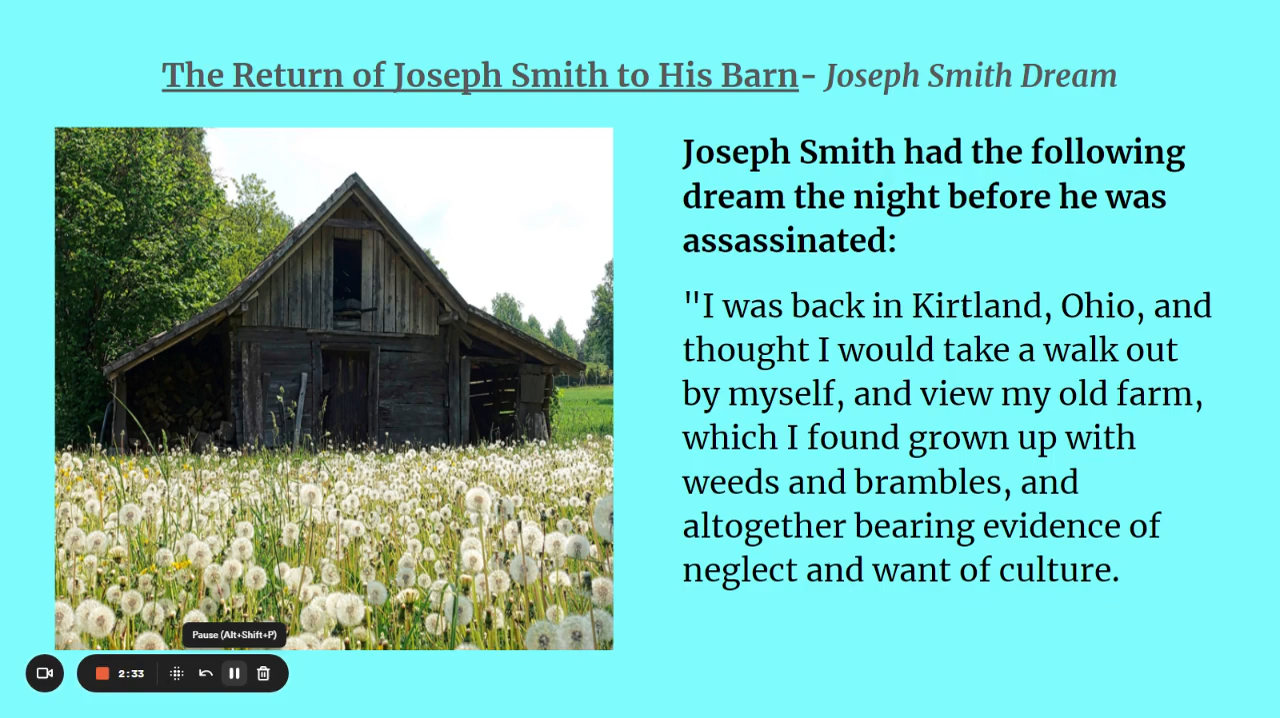 The Return of Joseph Smith to His Barn- Joseph Smith Dream
Joseph Smith had the following
dream the night before he was
assassinated:
"I was back in Kirtland, Ohio, and
thought I would take a walk out
by myself, and view my old farm,
which I found grown up with
weeds and brambles, and
altogether bearing evidence of
neglect and want of culture.
Pause (Alt+Shift+P)
2:33